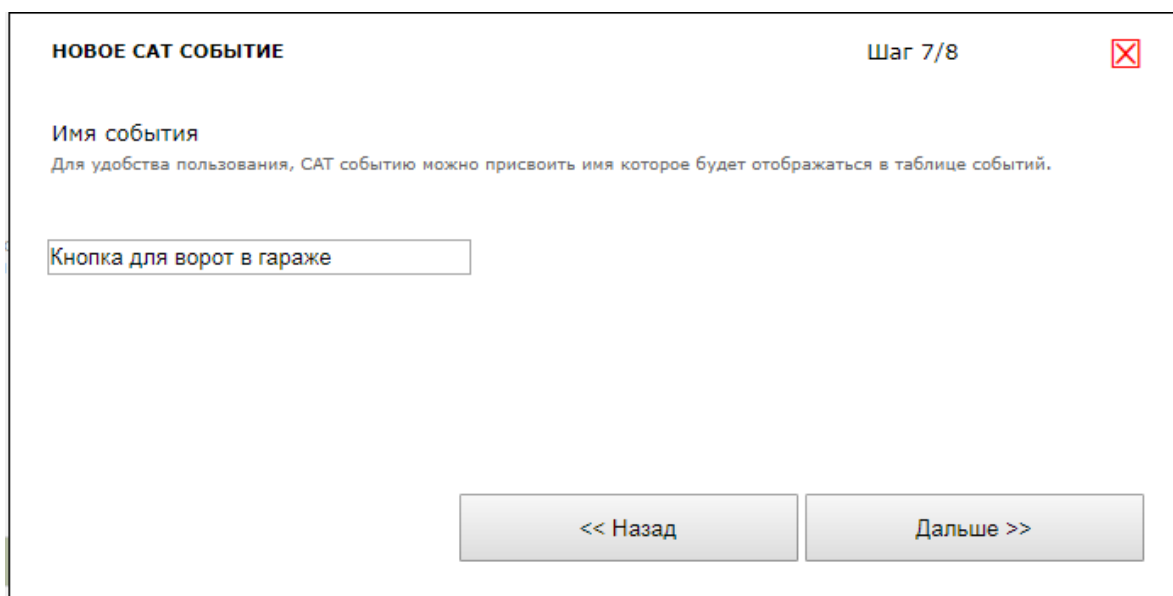 НОВОЕ CAT СОБЫТИЕ
Шаг 7/8
Имя события
Для удобства пользования, CAT событию можно присвоить имя которое будет отображаться в таблице событий.
Кнопка для ворот в гараже
<< Назад
Дальше >>